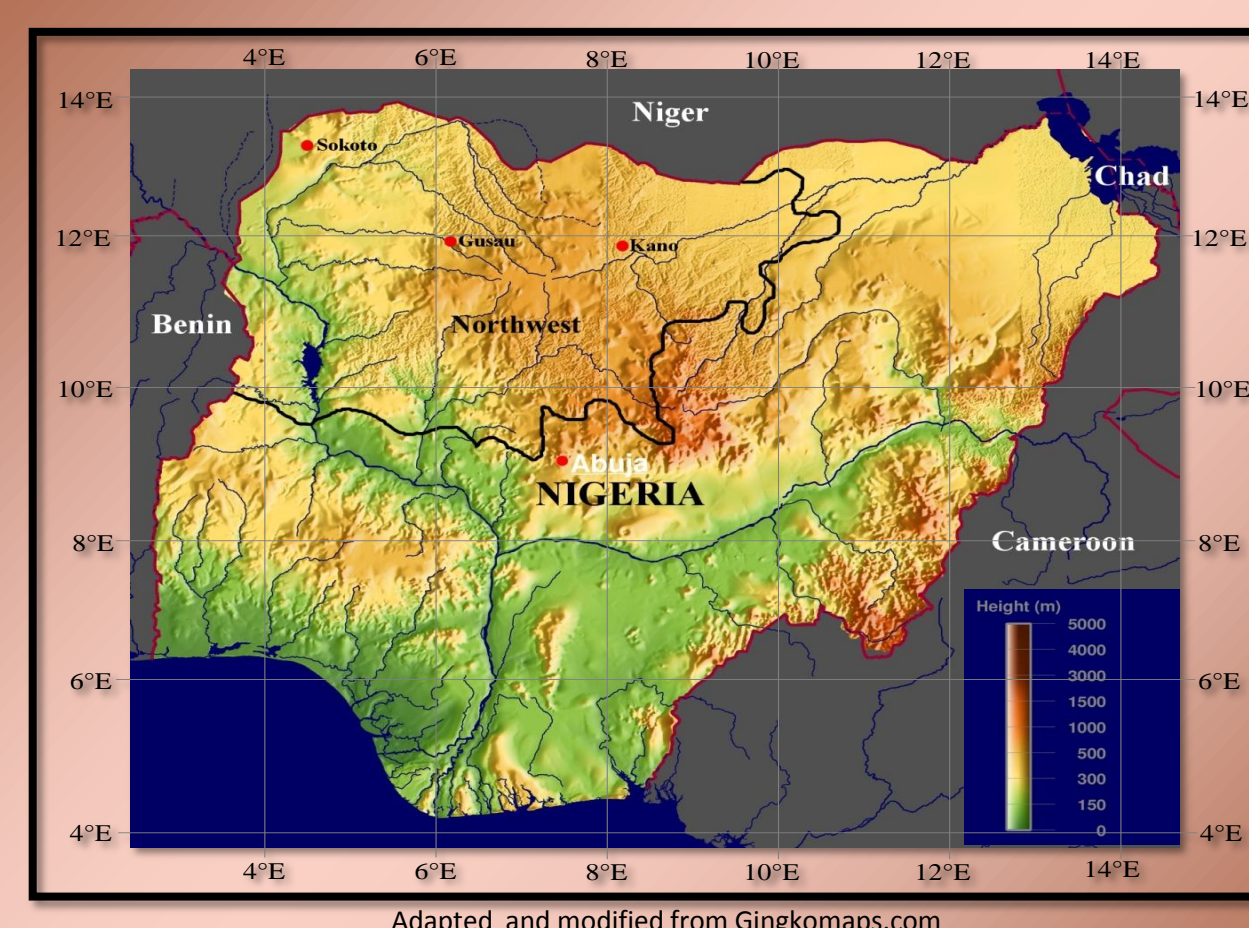 4°E 6°E 8°E 10°E 12°E 14°E
14°E 14°E
Niger
Sokoto
Chad
12°E 12°E
Gusau
Kano
Benin
Northwest
10°E 10°E
Abuja
NIGERIA
8°E 8°E
Cameroon
Height (m)
5000
4000
3000
1500
1000
500
300
150
0
6°E 6°E
4°E 4°E
4°E 6°E 8°E 10°E 12°E 14°E
Adapted and modified from Gingkomaps.com